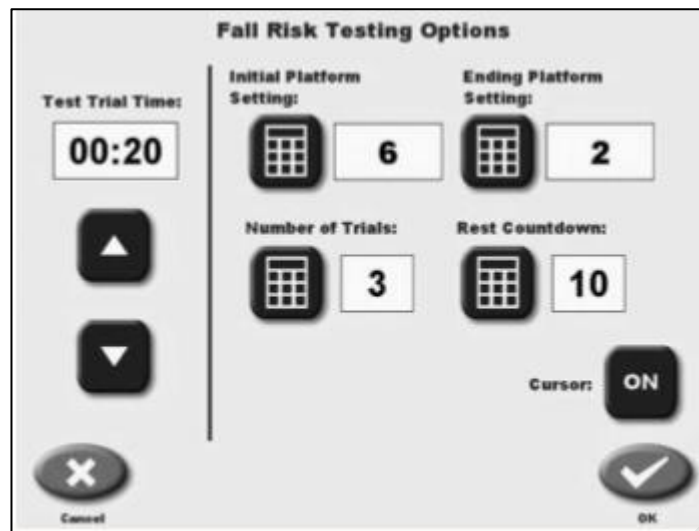 Fall Risk Testing Options
Test Trial Time:
00:20
Initial Platform
Setting:
6
Ending Platform
Setting:
2
Number of Trials:
3
Rest Countdown:
10
Cursor:
ON
Cancel
OK